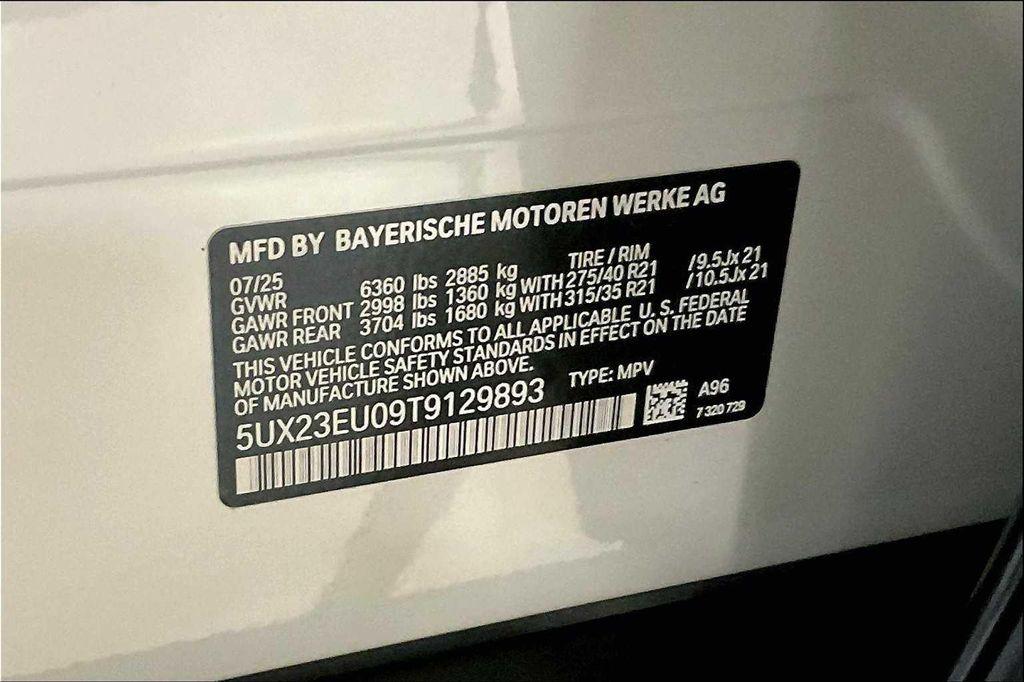 MFD BY BAYERISCHE MOTOREN WERKE AG
07/25 TIRE / RIM
GVWR 6360 lbs 2885 kg
GAWR FRONT 2998 lbs 1360 kg WITH 275/40 R21 /9.5Jx 21
GAWR REAR 3704 lbs 1680 kg WITH 315/35 R21 /10.5Jx 21
THIS VEHICLE CONFORMS TO ALL APPLICABLE U. S. FEDERAL
MOTOR VEHICLE SAFETY STANDARDS IN EFFECT ON THE DATE
OF MANUFACTURE SHOWN ABOVE.
5UX23EU09T9129893 TYPE: MPV
A96
7 320 729